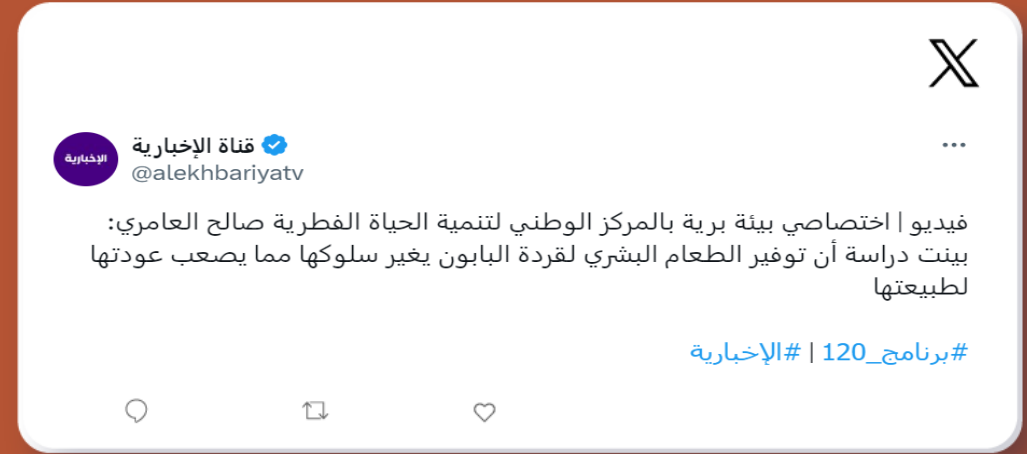 قناة الإخبارية
الإخبارية
@alekhbariyatv
فيديو | اختصاصي بيئة برية بالمركز الوطني لتنمية الحياة الفطرية صالح العامري:
بينت دراسة أن توفير الطعام البشري لقردة البابون يغير سلوكها مما يصعب عودتها
لطبيعتها
#برنامج_120 | #الإخبارية